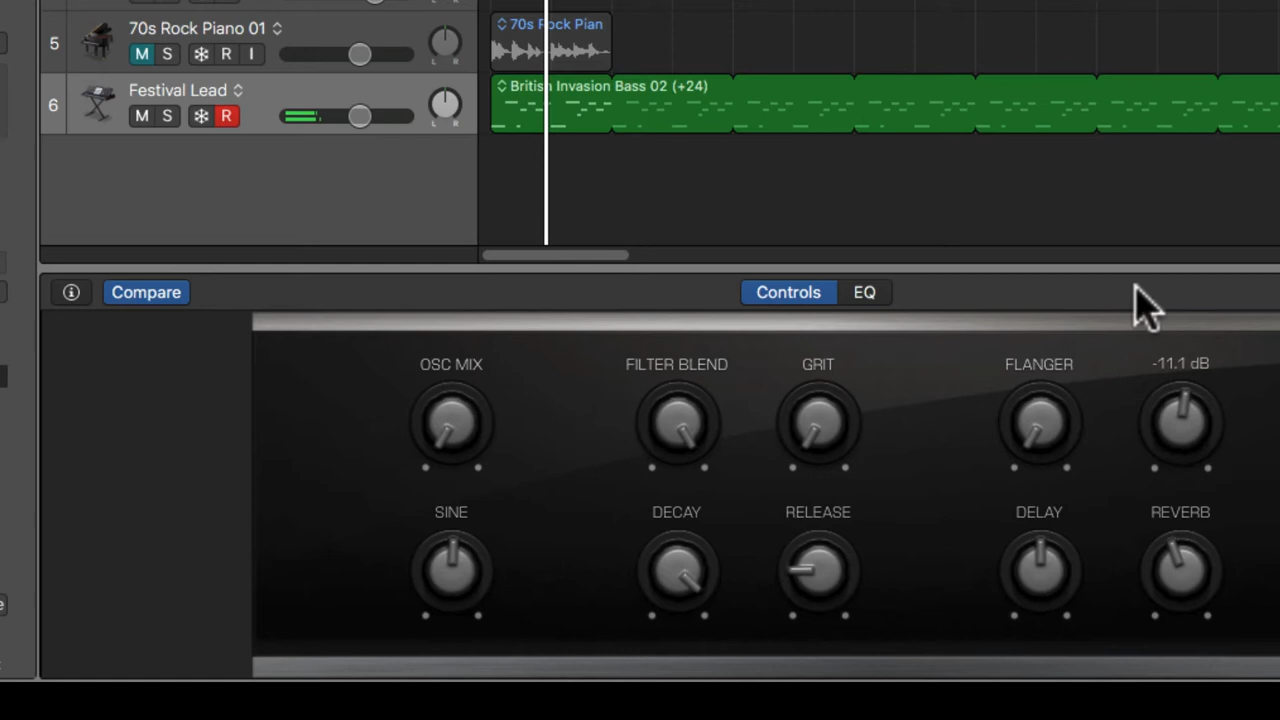 5
70s Rock Piano 01
M S R I
L R
70s Rock Pian
6
Festival Lead
M S R
L R
British Invasion Bass 02 (+24)
Compare
Controls EQ
OSC MIX FILTER BLEND GRIT FLANGER -11.1 dB
SINE DECAY RELEASE DELAY REVERB